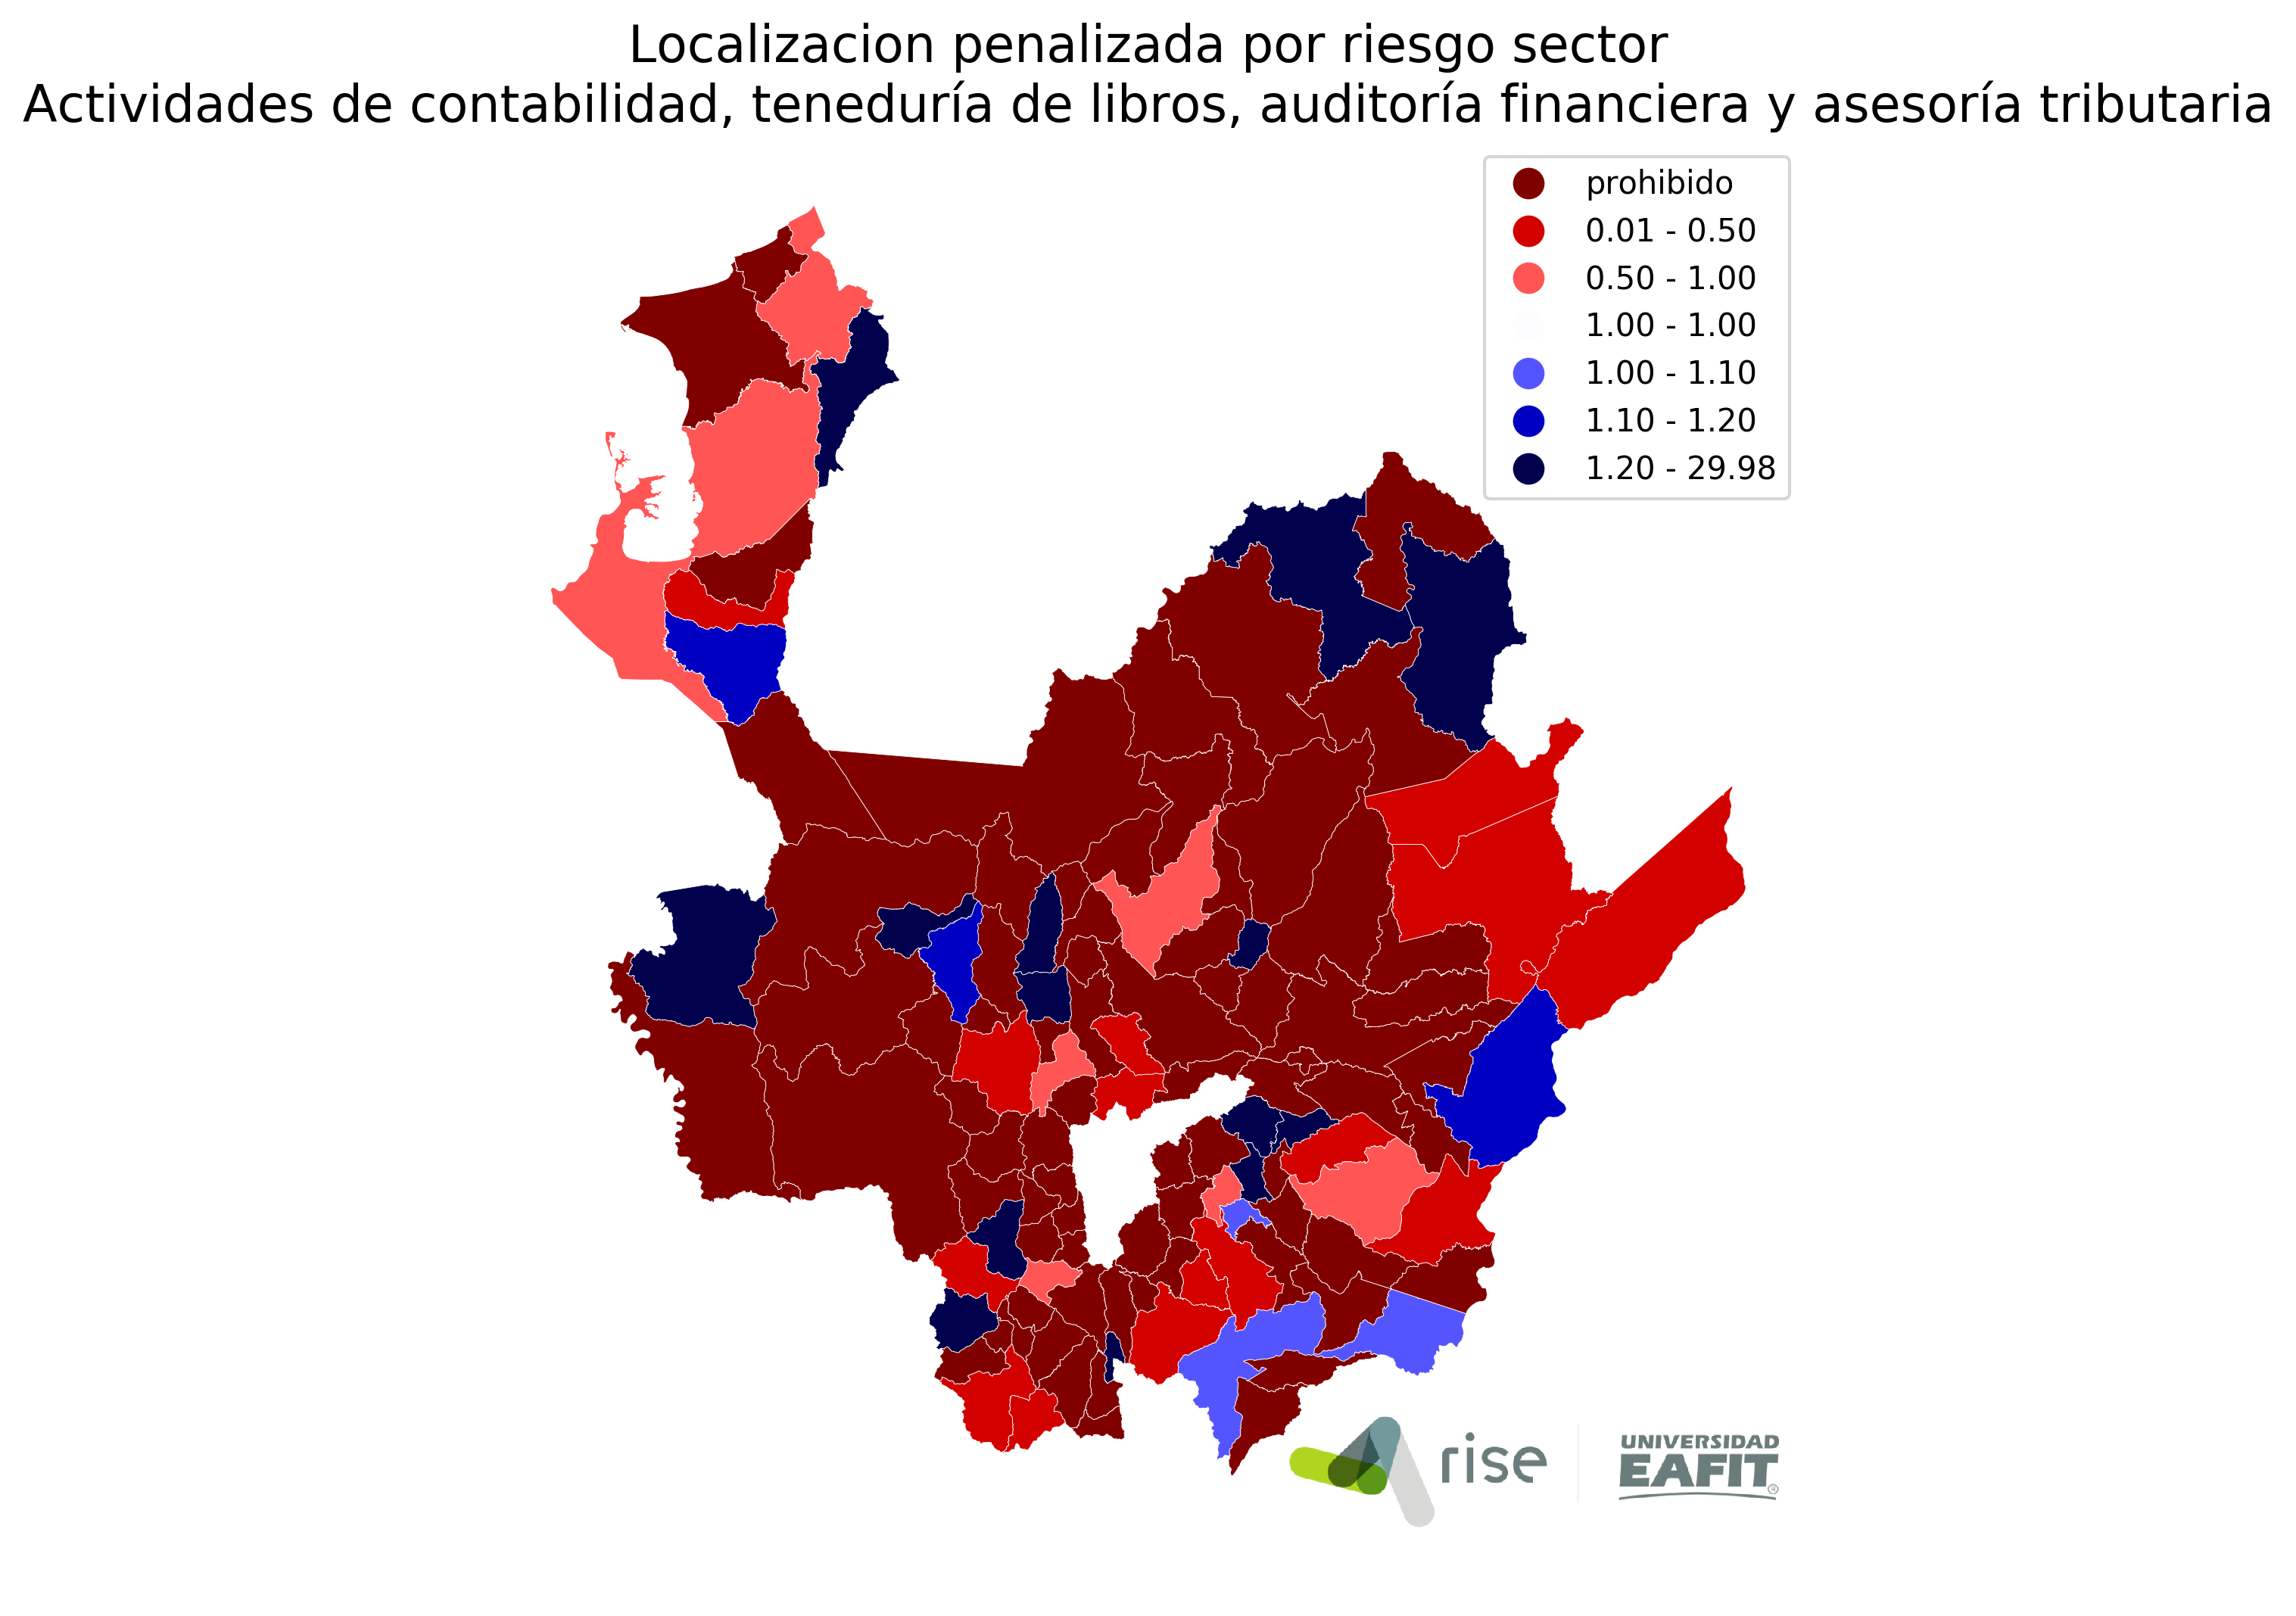 Localizacion penalizada por riesgo sector
Actividades de contabilidad, teneduría de libros, auditoría financiera y asesoría tributaria
prohibido
0.01 - 0.50
0.50 - 1.00
1.00 - 1.00
1.00 - 1.10
1.10 - 1.20
1.20 - 29.98
rise
UNIVERSIDAD
EAFIT®